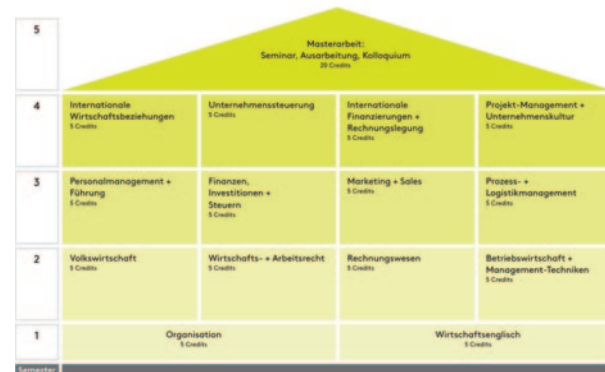 5
Masterarbeit:
Seminar, Ausarbeitung, Kolloquium
20 Credits
4
Internationale
Wirtschaftsbeziehungen
5 Credits
Unternehmenssteuerung
5 Credits
Internationale
Finanzierungen +
Rechnungslegung
5 Credits
Projekt-Management +
Unternehmenskultur
5 Credits
3
Personalmanagement +
Führung
5 Credits
Finanzen,
Investitionen +
Steuern
5 Credits
Marketing + Sales
5 Credits
Prozess- +
Logistikmanagement
5 Credits
2
Volkswirtschaft
5 Credits
Wirtschafts- + Arbeitsrecht
5 Credits
Rechnungswesen
5 Credits
Betriebswirtschaft +
Management-Techniken
5 Credits
1
Organisation
5 Credits
Wirtschaftsenglisch
5 Credits
Semester